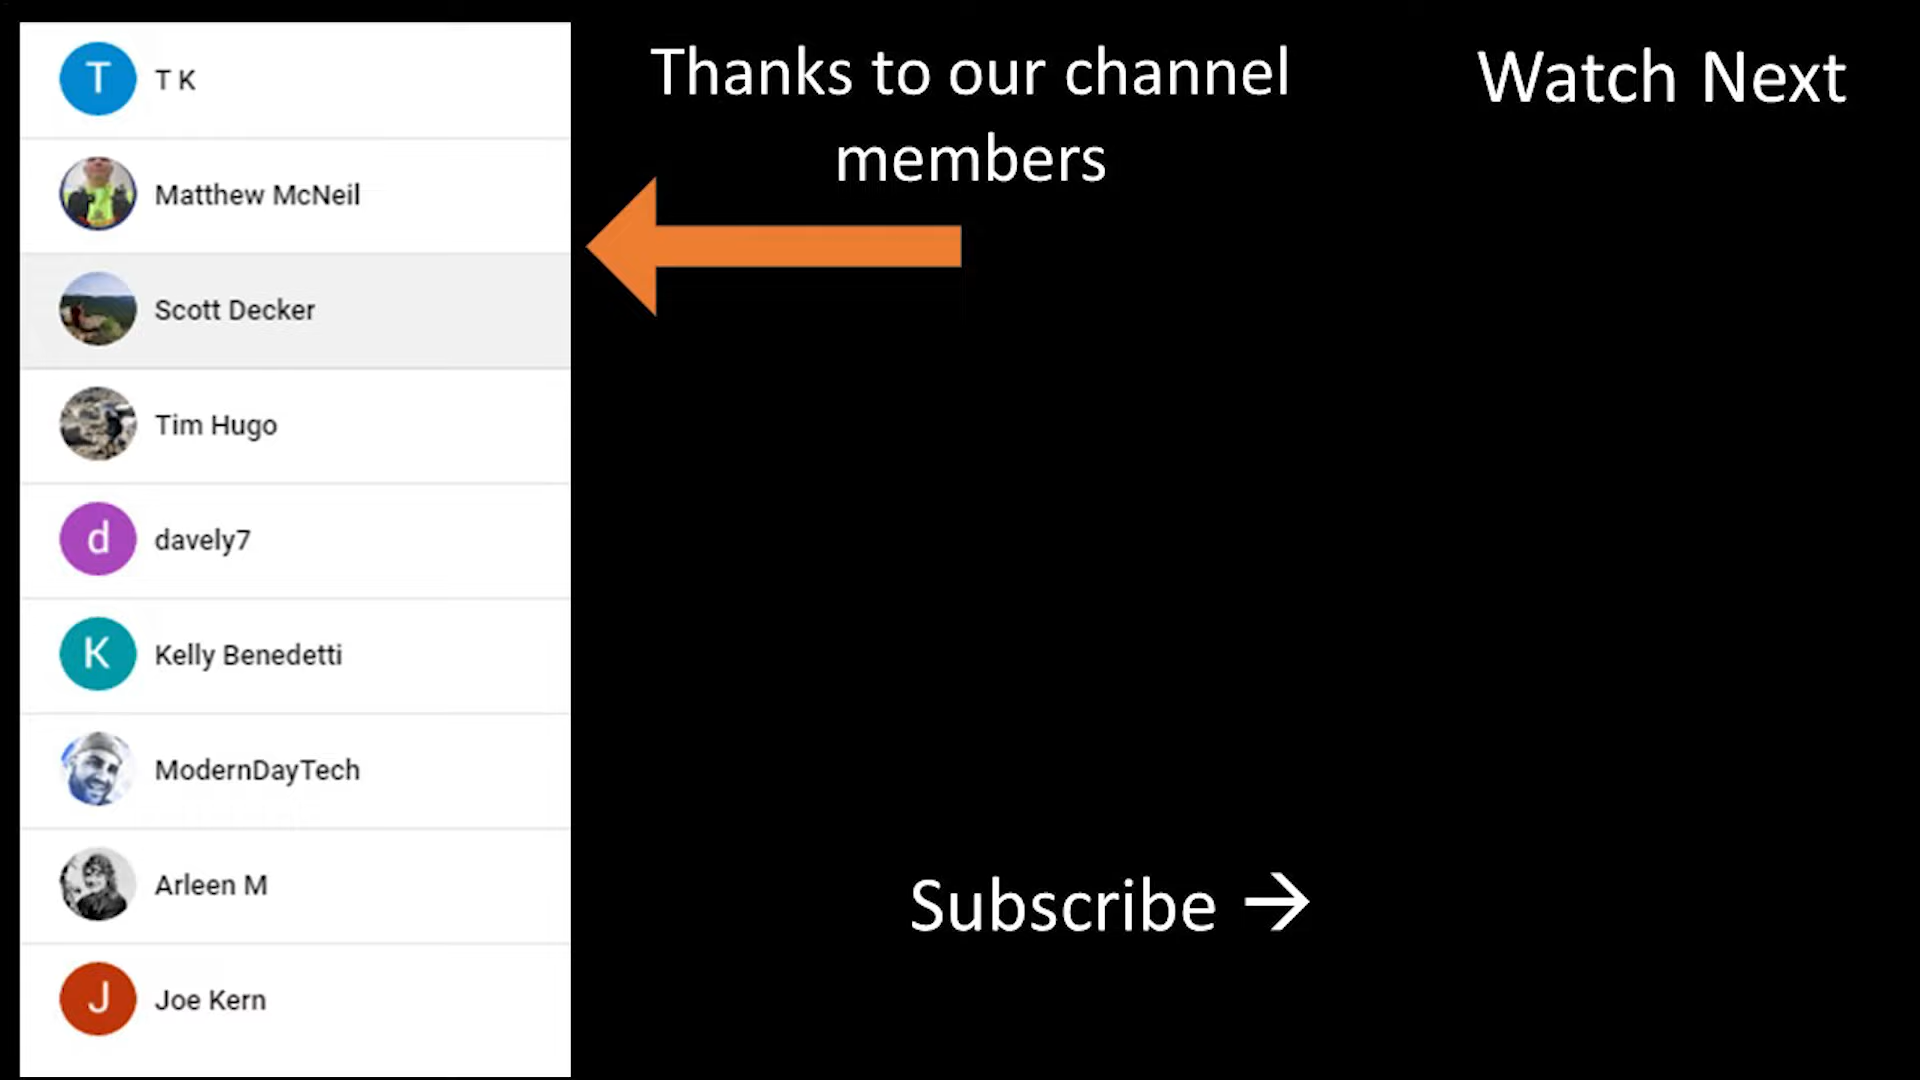 T
T K
Matthew McNeil
Scott Decker
Tim Hugo
d
davely7
K
Kelly Benedetti
ModernDayTech
Arleen M
J
Joe Kern
Thanks to our channel
members
Watch Next
Subscribe →